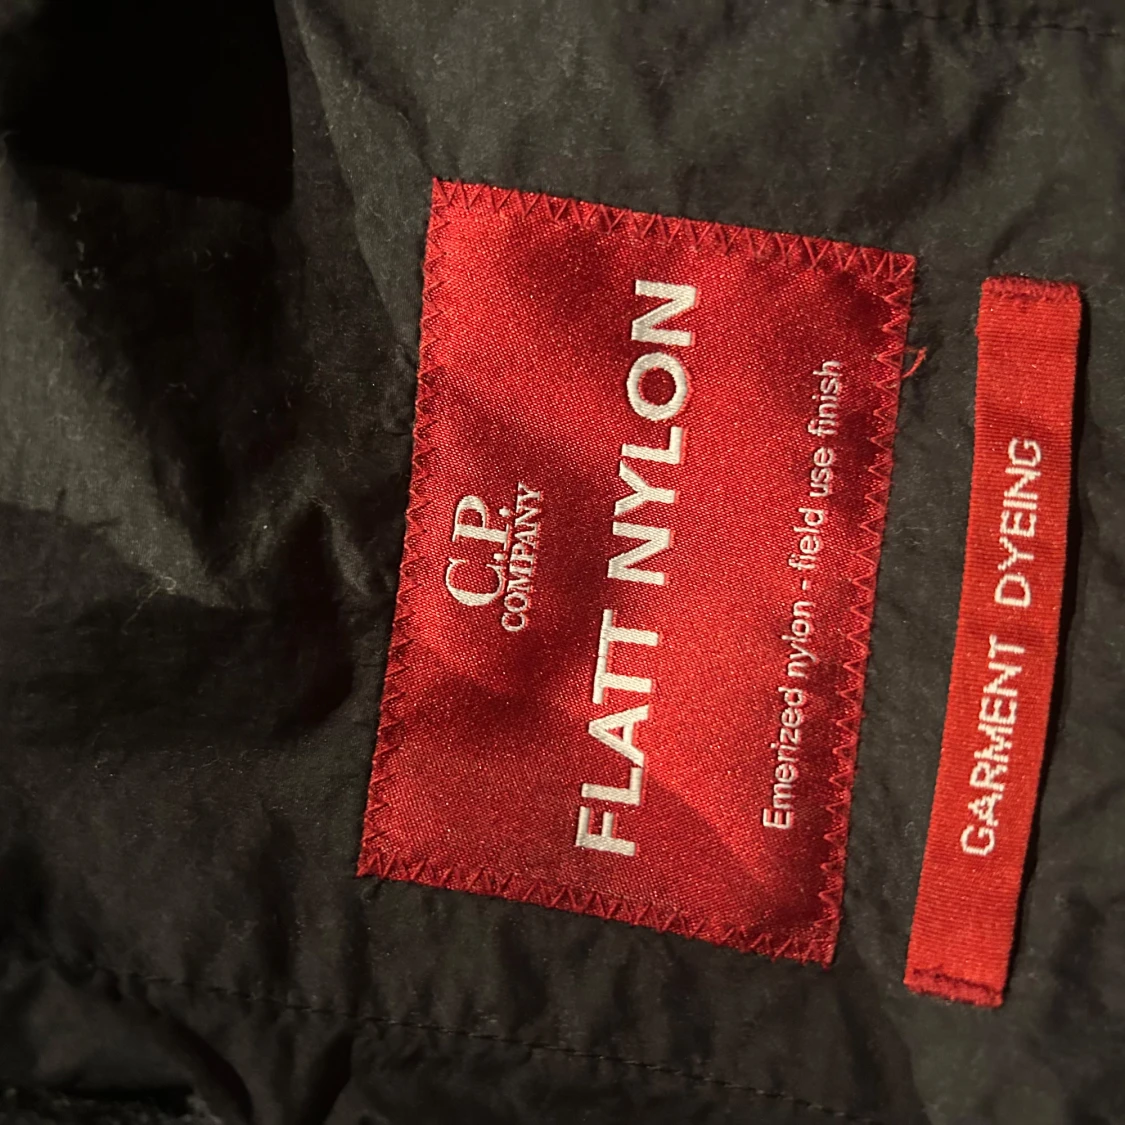 C.P.
COMPANY
FLATT NYLON
Emerized nylon - field use finish
GARMENT DYEING